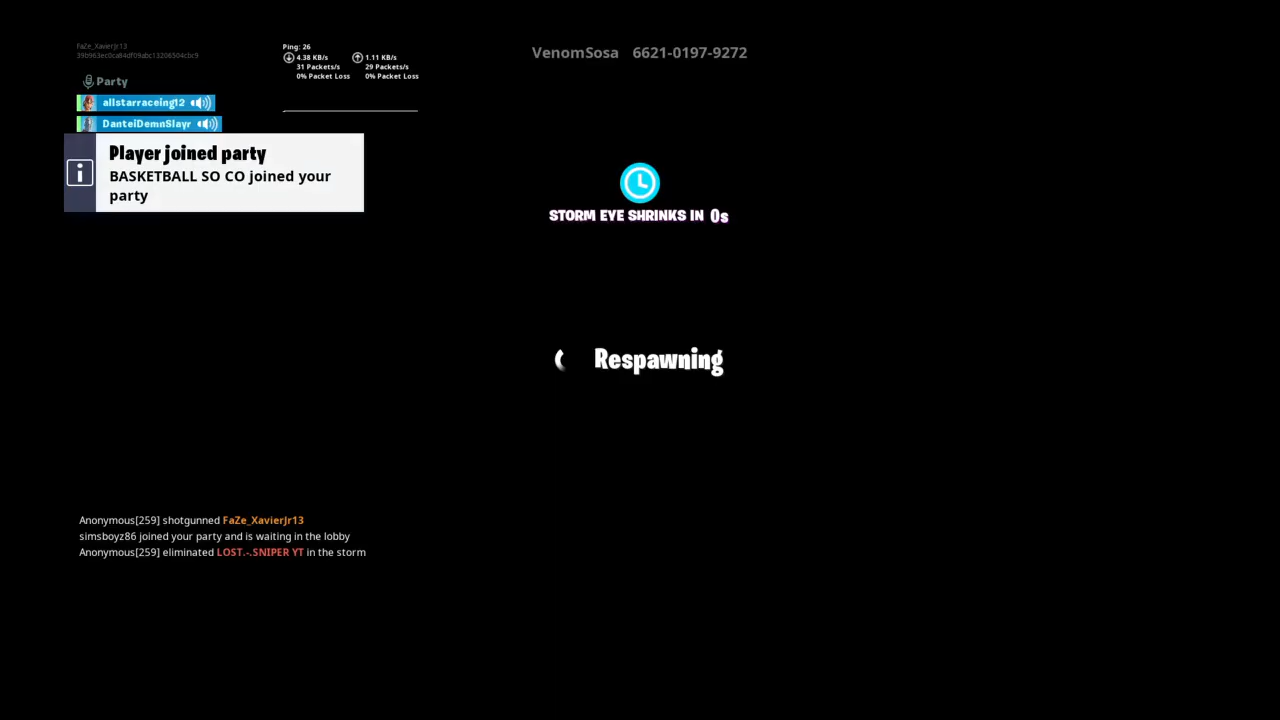 FaZe_XavierJr13
Ping: 26
4.38 KB/s
1.11 KB/s
31 Packets/s
29 Packets/s
0% Packet Loss
0% Packet Loss
VenomSosa 6621-0197-9272
Party
allstarraceing12
DanteiDemnSlayr
Player joined party
BASKETBALL SO CO joined your
party
STORM EYE SHRINKS IN 0s
Respawning
Anonymous[259] shotgunned FaZe_XavierJr13
simsboyz86 joined your party and is waiting in the lobby
Anonymous[259] eliminated LOST.-.SNIPER YT in the storm